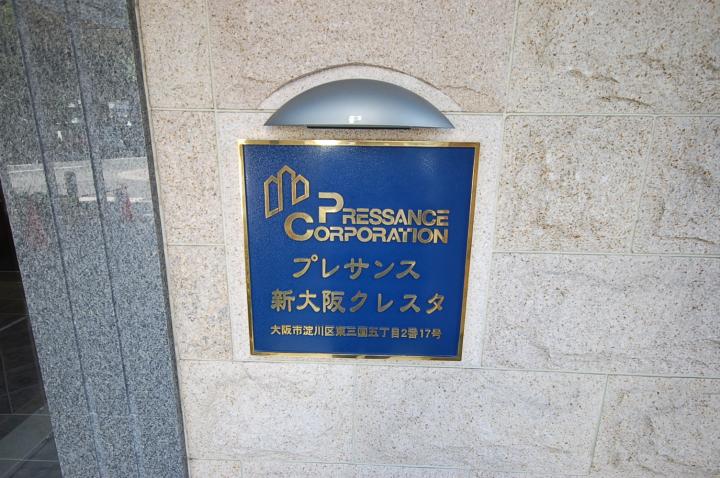 PRESSANCE
CORPORATION
プレサンス
新大阪クレスタ
大阪市淀川区東三国五丁目2番17号